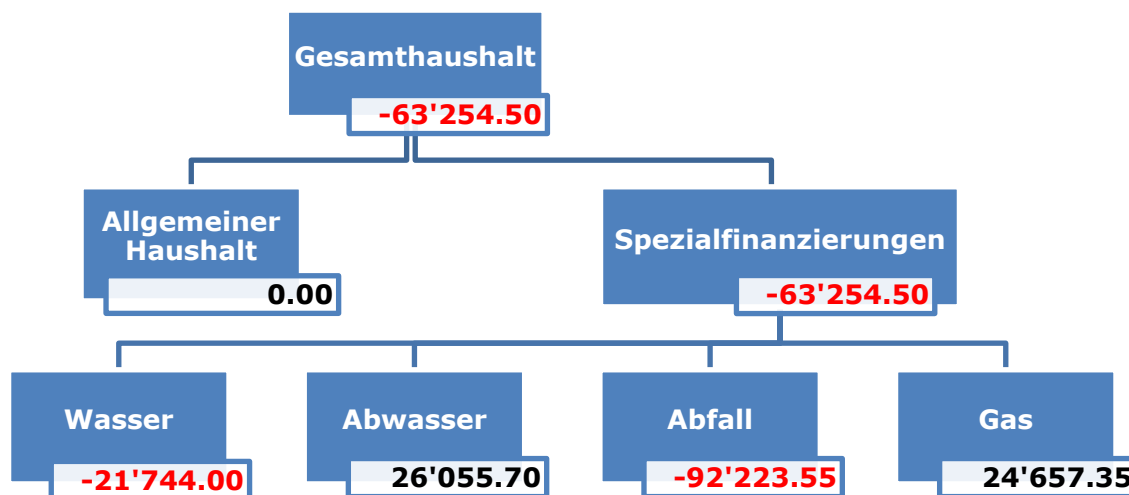 Gesamthaushalt
-63'254.50
Allgemeiner
Haushalt
0.00
Spezialfinanzierungen
-63'254.50
Wasser
-21'744.00
Abwasser
26'055.70
Abfall
-92'223.55
Gas
24'657.35